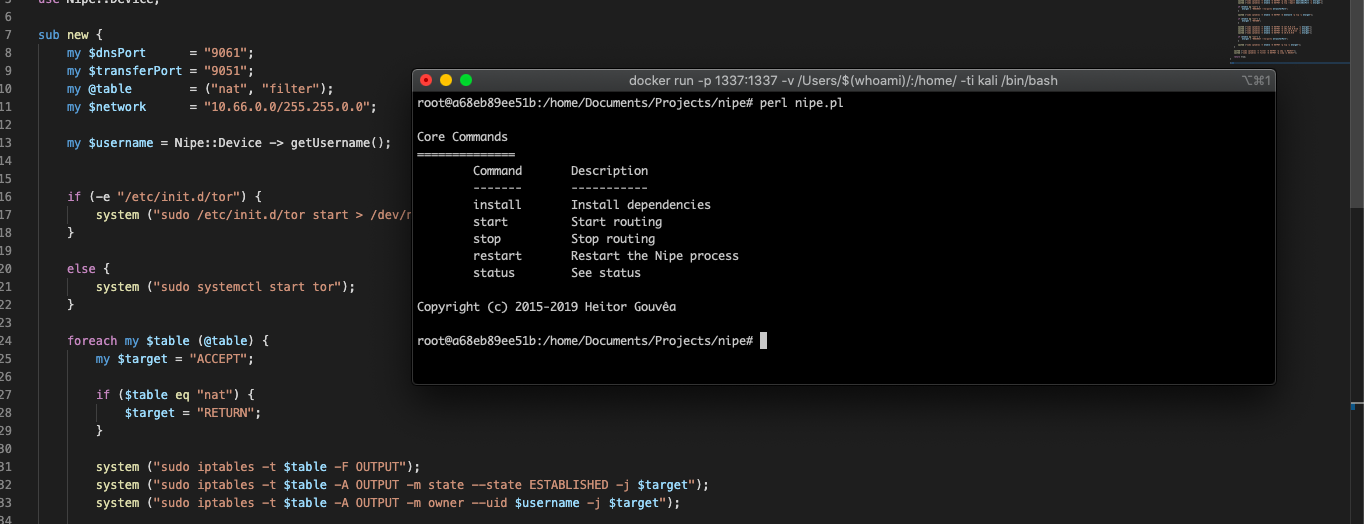 5 use Nipe::Device;
6
7 sub new {
8 my $dnsPort = "9061";
9 my $transferPort = "9051";
10 my @table = ("nat", "filter");
11 my $network = "10.66.0.0/255.255.0.0";
12
13 my $username = Nipe::Device -> getUsername();
14
15
16 if (-e "/etc/init.d/tor") {
17 system ("sudo /etc/init.d/tor start > /dev/
18 }
19
20 else {
21 system ("sudo systemctl start tor");
22 }
23
24 foreach my $table (@table) {
25 my $target = "ACCEPT";
26
27 if ($table eq "nat") {
28 $target = "RETURN";
29 }
30
31 system ("sudo iptables -t $table -F OUTPUT");
32 system ("sudo iptables -t $table -A OUTPUT -m state --state ESTABLISHED -j $target");
33 system ("sudo iptables -t $table -A OUTPUT -m owner --uid $username -j $target");
34
docker run -p 1337:1337 -v /Users/$(whoami)/:/home/ -ti kali /bin/bash ⌥⌘1
root@a68eb89ee51b:/home/Documents/Projects/nipe# perl nipe.pl
Core Commands
==============
Command Description
------- -----------
install Install dependencies
start Start routing
stop Stop routing
restart Restart the Nipe process
status See status
Copyright (c) 2015-2019 Heitor Gouvêa
root@a68eb89ee51b:/home/Documents/Projects/nipe#